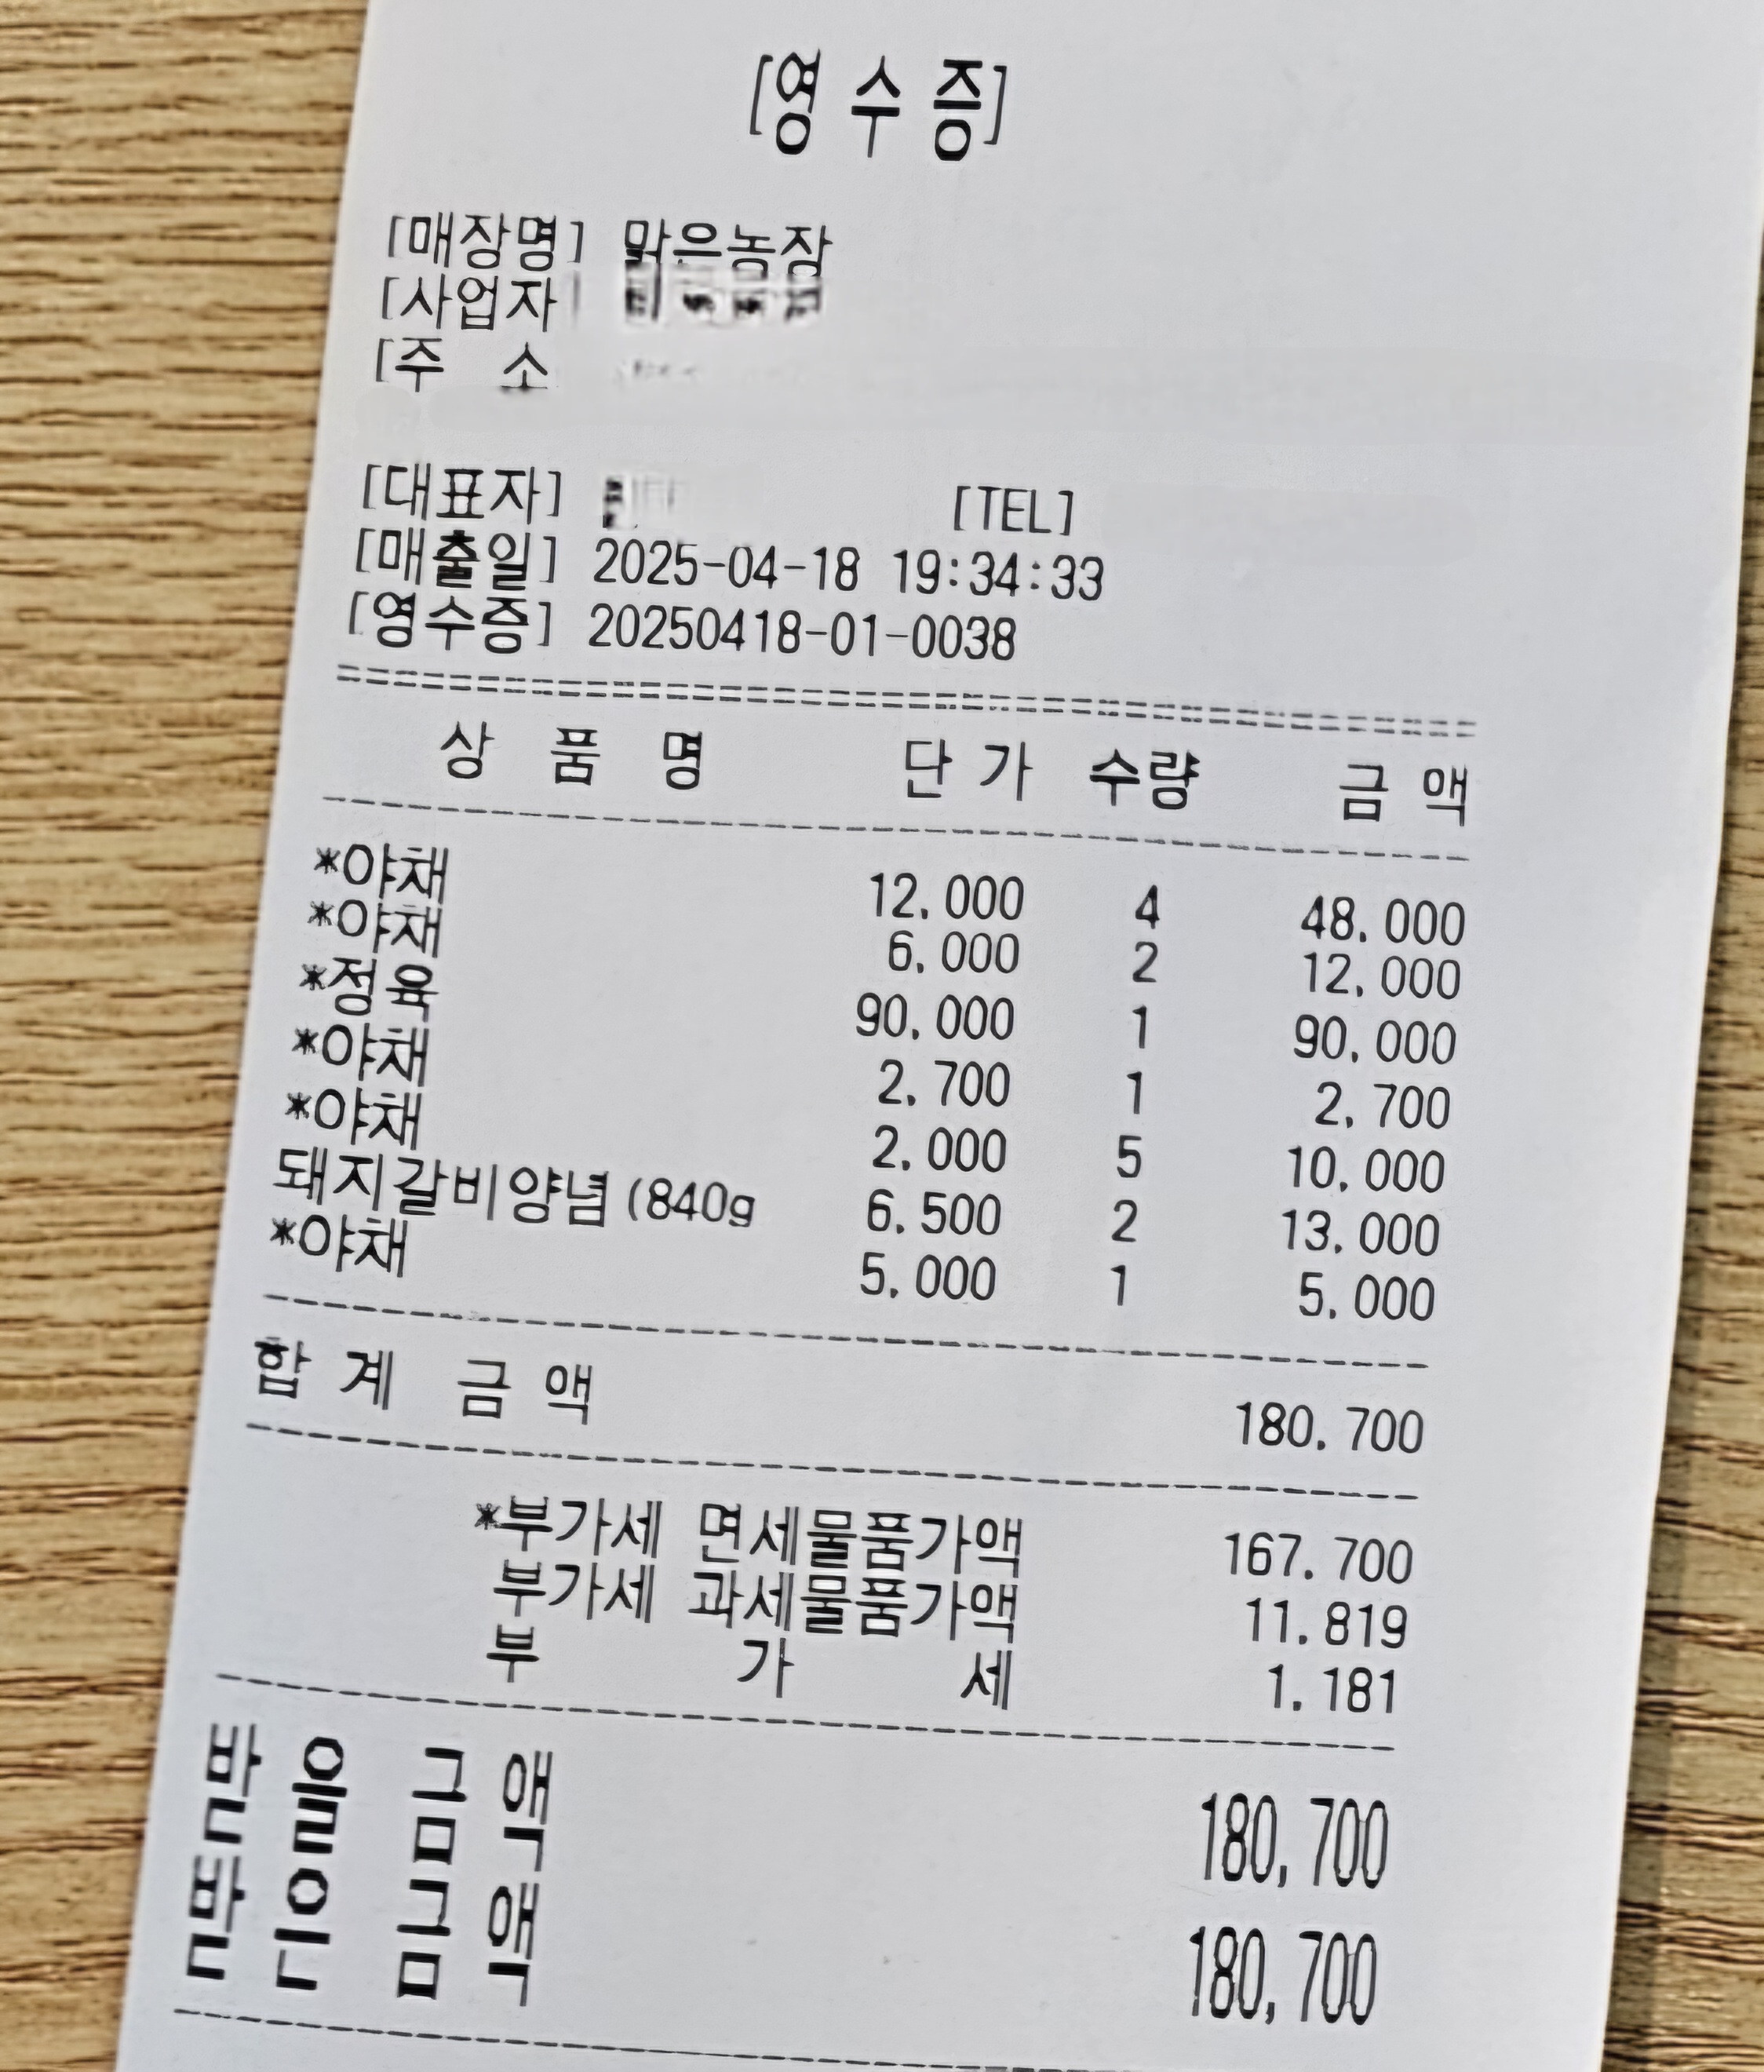 [영 수 증]
[매장명] 맑은농장
[사업자
[주 소
[대표자] [TEL]
[매출일] 2025-04-18 19:34:33
[영수증] 20250418-01-0038
상 품 명 단 가 수량 금 액
*야채 12,000 4 48,000
*야채 6,000 2 12,000
*정육 90,000 1 90,000
*야채 2,700 1 2,700
*야채 2,000 5 10,000
돼지갈비양념(840g 6,500 2 13,000
*야채 5,000 1 5,000
합 계 금 액 180,700
*부가세 면세물품가액 167,700
부가세 과세물품가액 11,819
부 가 세 1,181
받 을 금 액 180,700
받 은 금 액 180,700